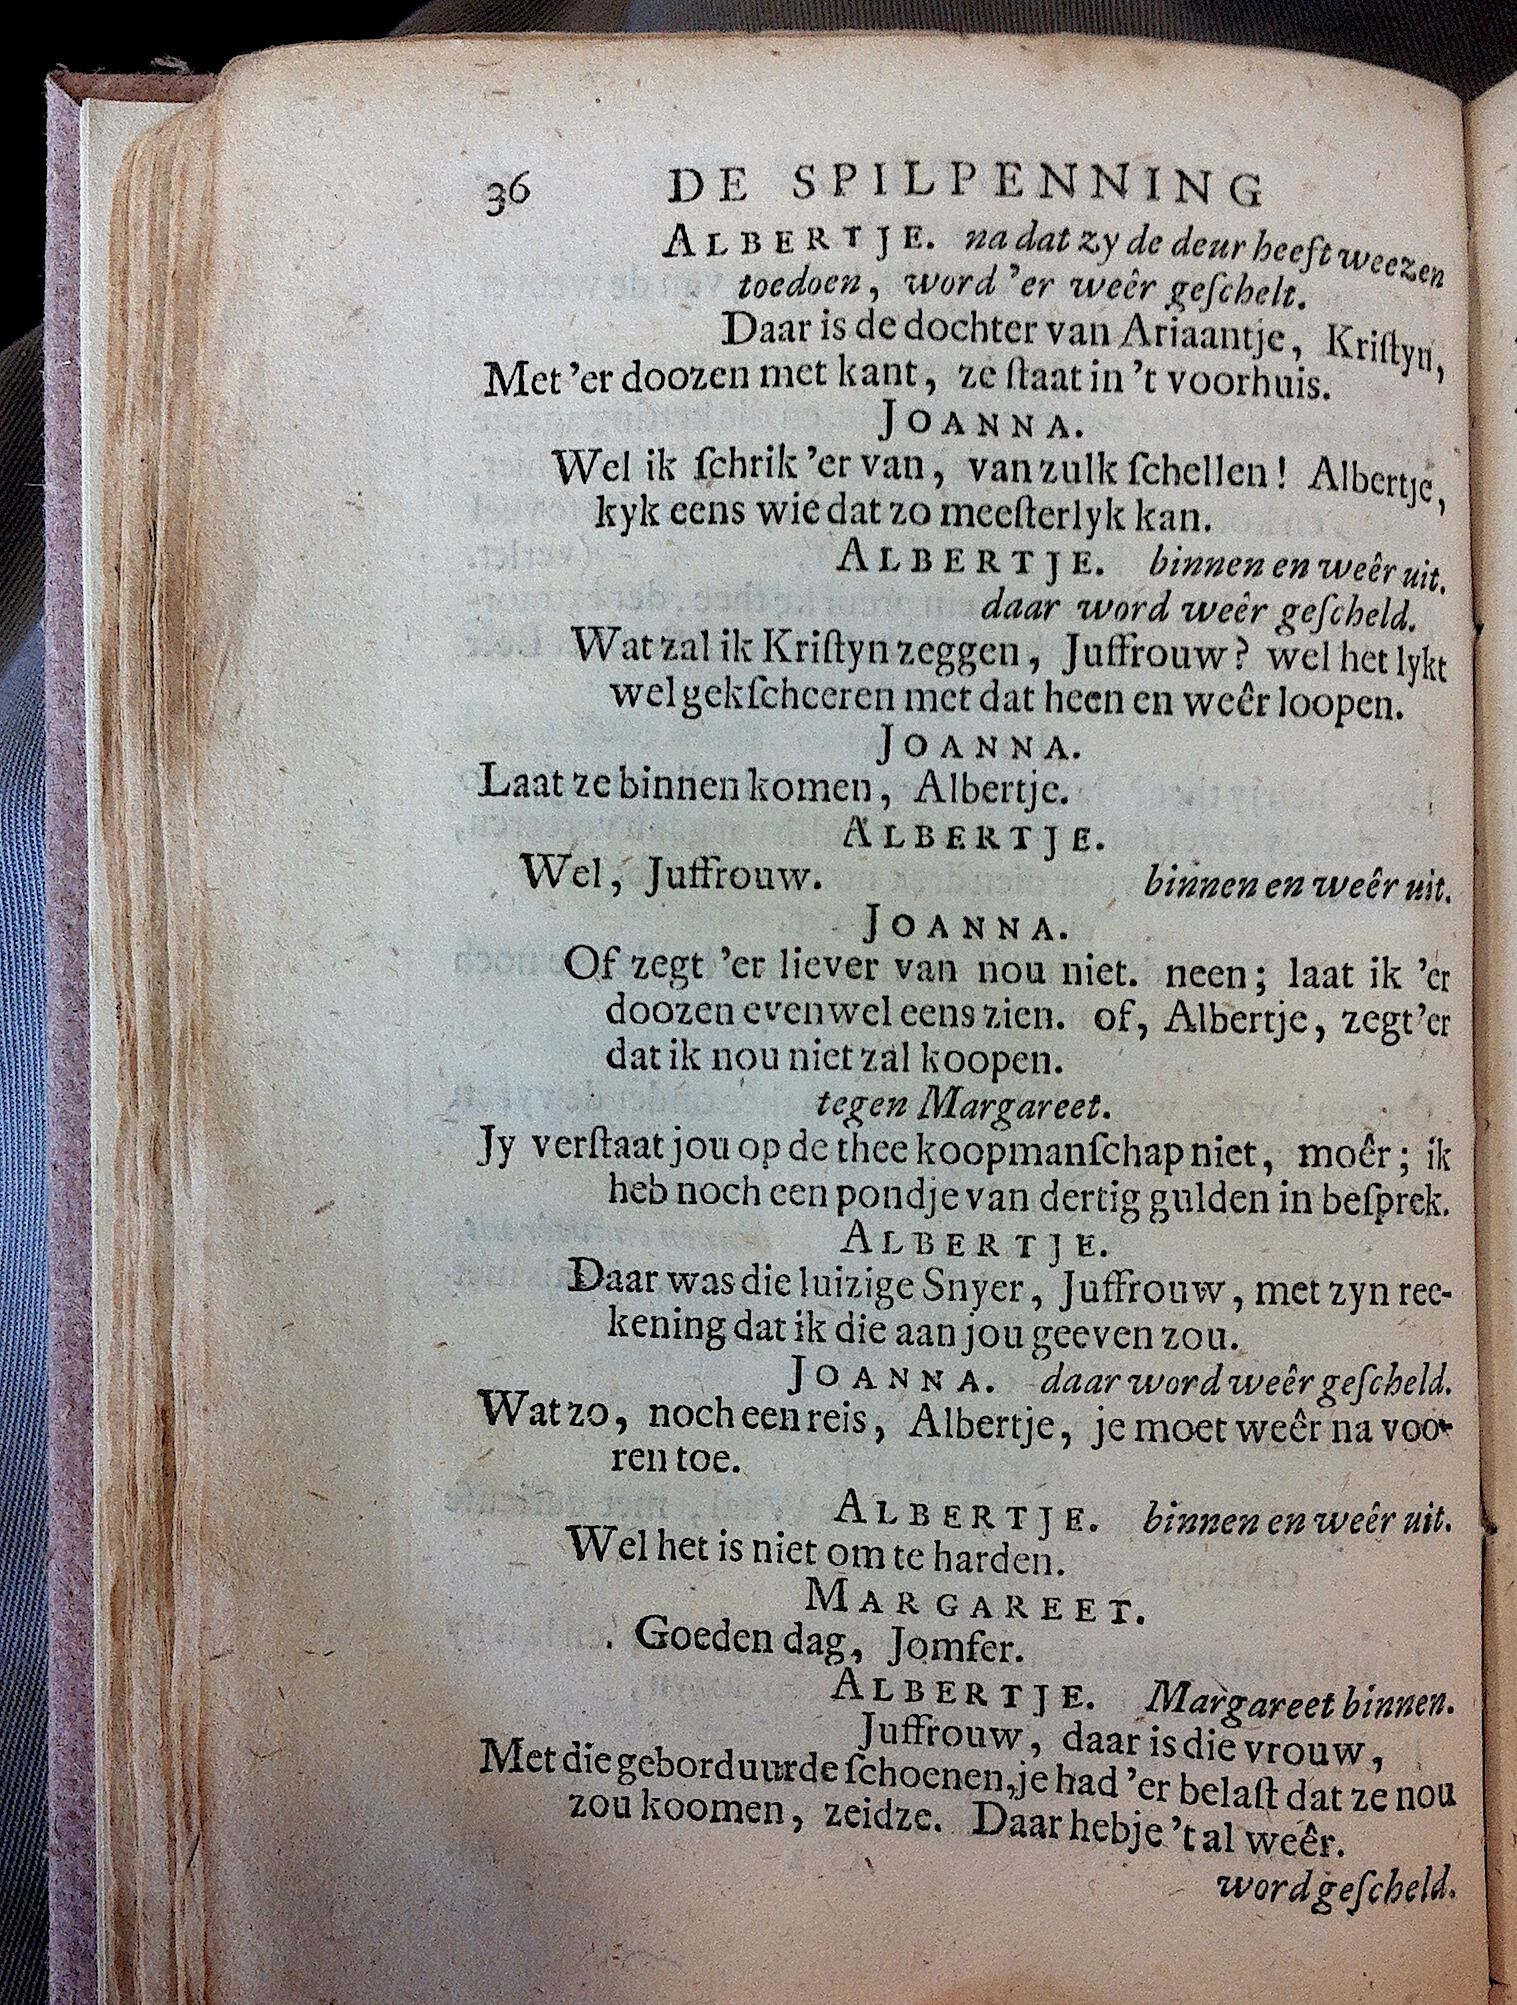 36 DE SPILPENNING
ALBERTJE. na dat zy de deur heeft weezen
toedoen, word 'er weêr geſchelt.
Daar is de dochter van Ariaantje, Kriſtyn,
Met 'er doozen met kant, ze ſtaat in 't voorhuis.
JOANNA.
Wel ik ſchrik 'er van, van zulk ſchellen! Albertje,
kyk eens wie dat zo meeſterlyk kan.
ALBERTJE. binnen en weêr uit.
daar word weêr geſcheld.
Wat zal ik Kriſtyn zeggen, Juffrouw? wel het lykt
wel gekſcheeren met dat heen en weêr loopen.
JOANNA.
Laat ze binnen komen, Albertje.
ALBERTJE.
Wel, Juffrouw. binnen en weêr uit.
JOANNA.
Of zegt 'er liever van nou niet. neen; laat ik 'er
doozen evenwel eens zien. of, Albertje, zegt 'er
dat ik nou niet zal koopen.
tegen Margareet.
Jy verſtaat jou op de thee koopmanſchap niet, moêr; ik
heb noch een pondje van dertig gulden in beſprek.
ALBERTJE.
Daar was die luizige Snyer, Juffrouw, met zyn ree-
kening dat ik die aan jou geeven zou.
JOANNA. daar word weêr geſcheld.
Wat zo, noch een reis, Albertje, je moet weêr na voo-
ren toe.
ALBERTJE. binnen en weêr uit.
Wel het is niet om te harden.
MARGAREET.
Goeden dag, Jomfer.
ALBERTJE. Margareet binnen.
Juffrouw, daar is die vrouw,
Met die geborduurde ſchoenen, je had 'er belaſt dat ze nou
zou koomen, zeidze. Daar hebje 't al weêr.
word geſcheld.